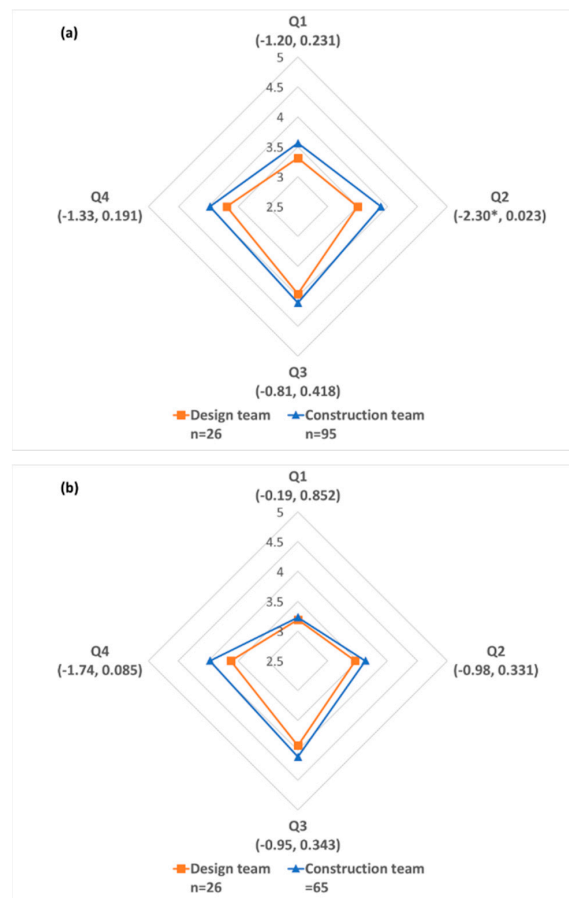 (a)
Q1
(-1.20, 0.231)
5
4.5
4
3.5
3
2.5
Q4
(-1.33, 0.191)
Q2
(-2.30*, 0.023)
Q3
(-0.81, 0.418)
Design team
n=26
Construction team
n=95
(b)
Q1
(-0.19, 0.852)
5
4.5
4
3.5
3
2.5
Q4
(-1.74, 0.085)
Q2
(-0.98, 0.331)
Q3
(-0.95, 0.343)
Design team
n=26
Construction team
=65